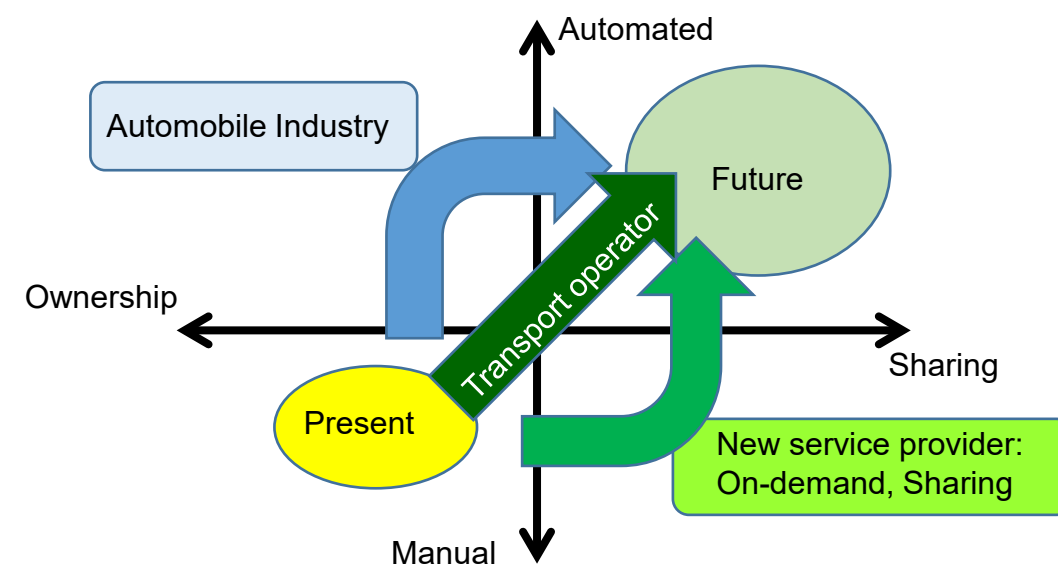 Automated
Automobile Industry
Future
Transport operator
Ownership
Sharing
Present
New service provider:
On-demand, Sharing
Manual